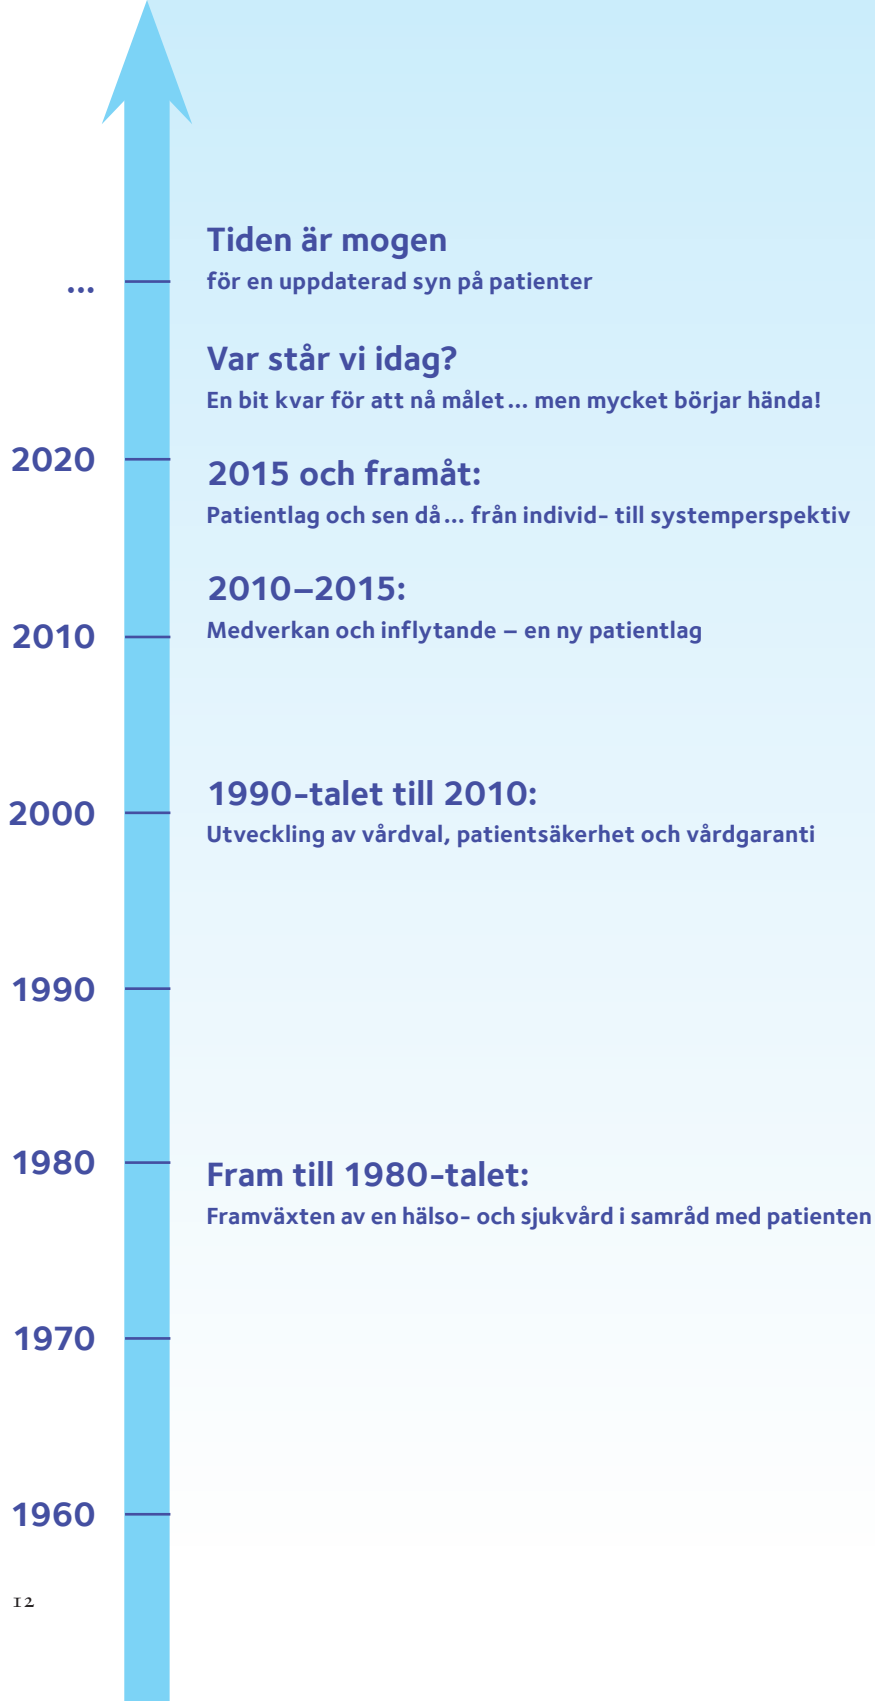 Tiden är mogen
...
för en uppdaterad syn på patienter
Var står vi idag?
En bit kvar för att nå målet... men mycket börjar hända!
2020
2015 och framåt:
Patientlag och sen då... från individ- till systemperspektiv
2010–2015:
2010
Medverkan och inflytande – en ny patientlag
1990-talet till 2010:
2000
Utveckling av vårdval, patientsäkerhet och vårdgaranti
1990
1980
Fram till 1980-talet:
Framväxten av en hälso- och sjukvård i samråd med patienten
1970
1960
12